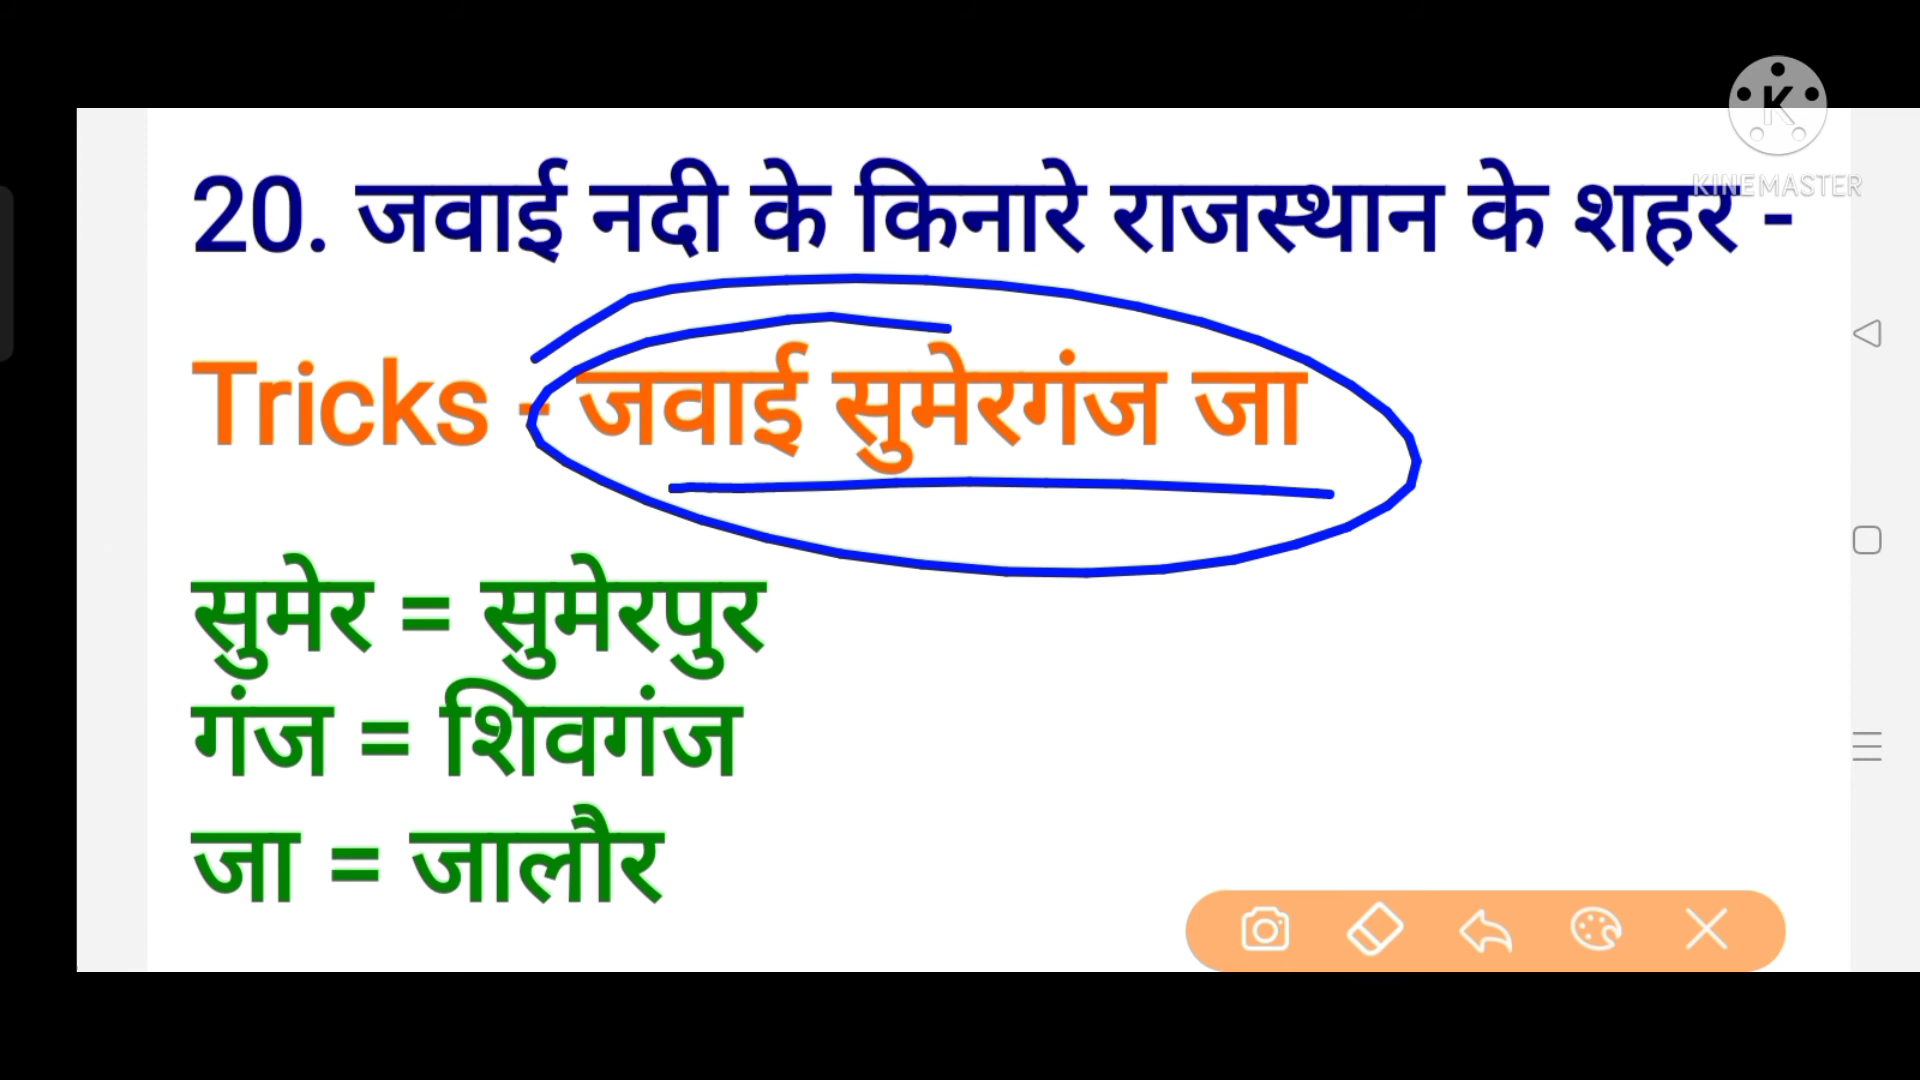 KINEMASTER
20. जवाई नदी के किनारे राजस्थान के शहर -
Tricks - जवाई सुमेरगंज जा
सुमेर = सुमेरपुर
गंज = शिवगंज
जा = जालौर